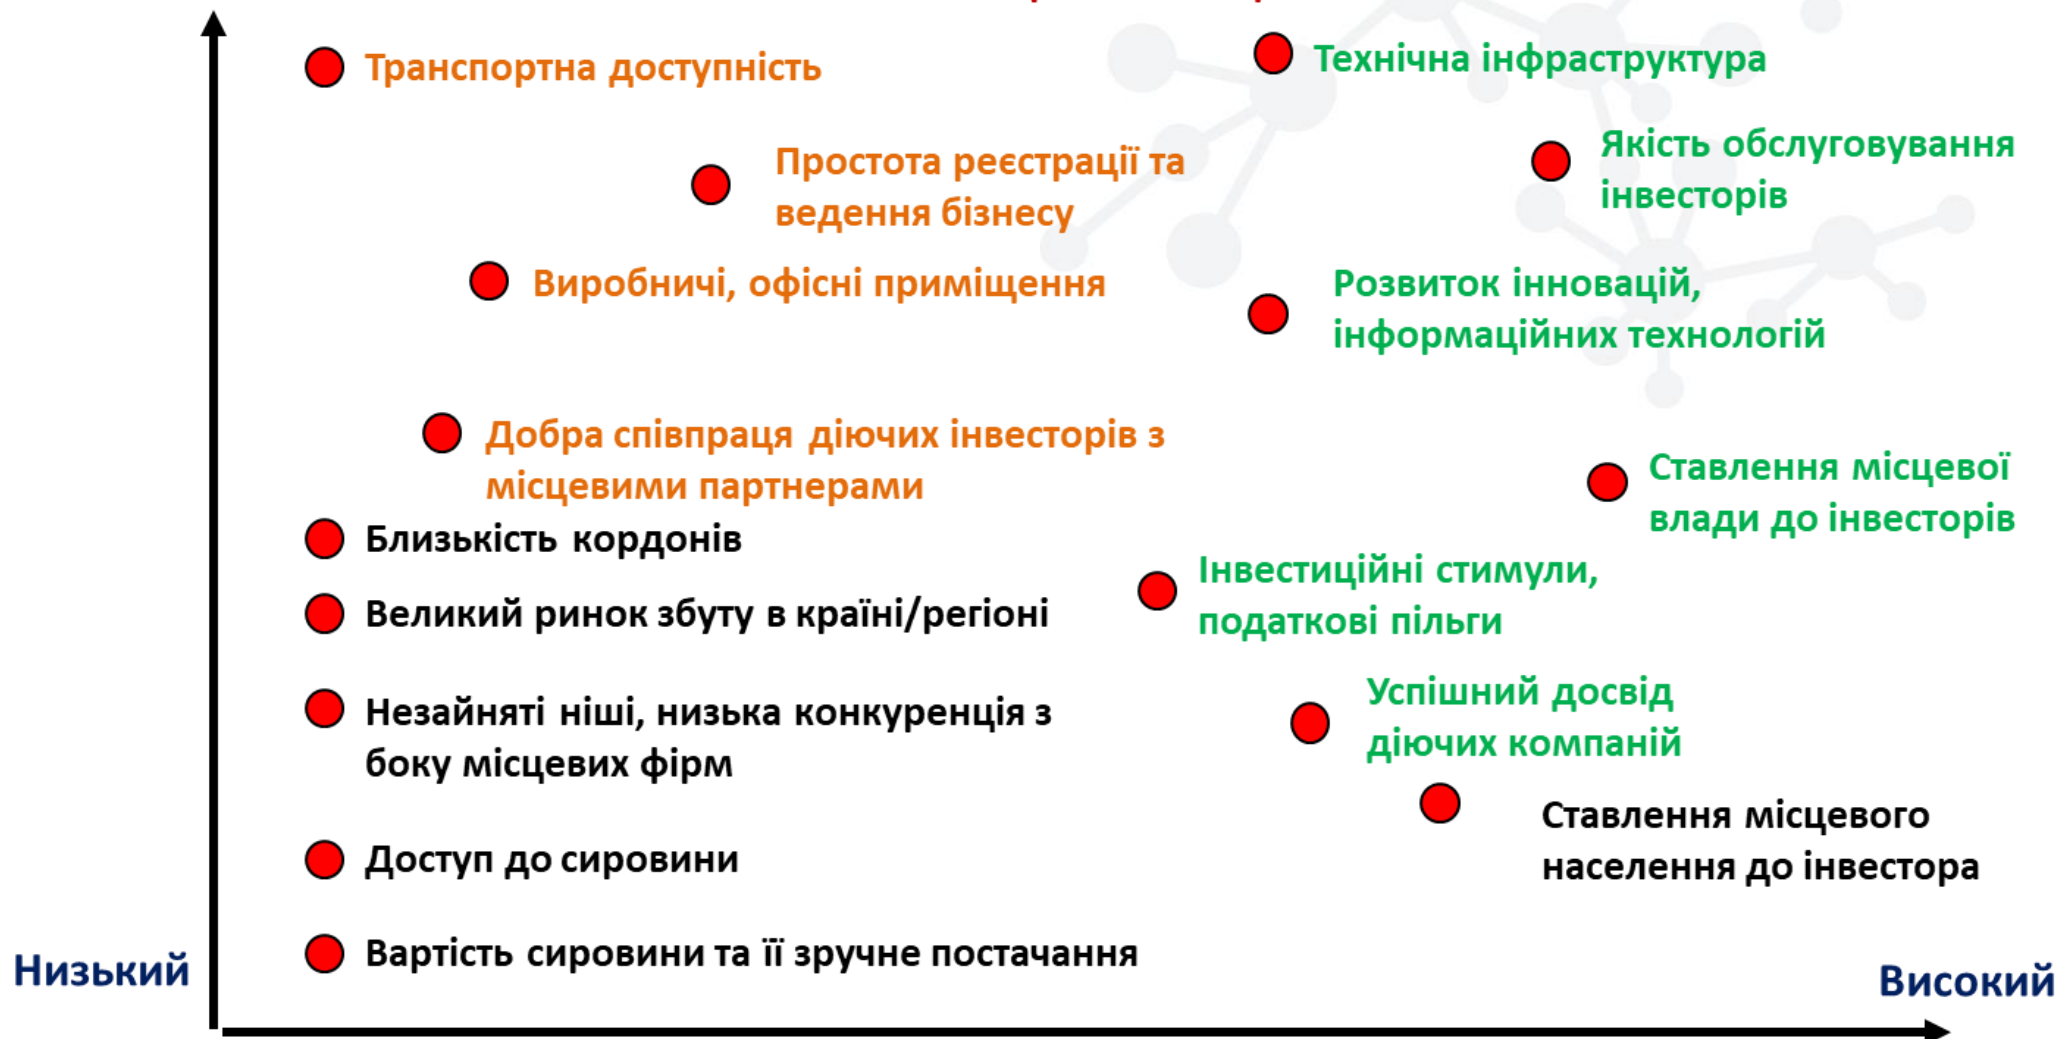 Транспортна доступність
Технічна інфраструктура
Простота реєстрації та
ведення бізнесу
Якість обслуговування
інвесторів
Виробничі, офісні приміщення
Розвиток інновацій,
інформаційних технологій
Добра співпраця діючих інвесторів з
місцевими партнерами
Ставлення місцевої
влади до інвесторів
Близькість кордонів
Інвестиційні стимули,
податкові пільги
Великий ринок збуту в країні/регіоні
Незайняті ніші, низька конкуренція з
боку місцевих фірм
Успішний досвід
діючих компаній
Ставлення місцевого
населення до інвестора
Доступ до сировини
Вартість сировини та її зручне постачання
Низький
Високий